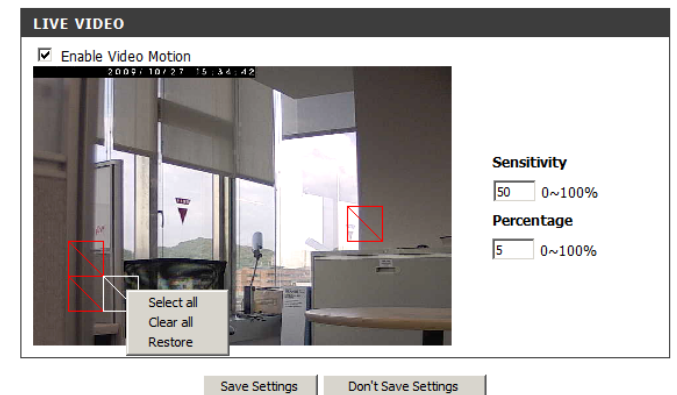 LIVE VIDEO
Enable Video Motion
2009/10/27 15:34:42
Sensitivity
50 0~100%
Percentage
5 0~100%
Select all
Clear all
Restore
Save Settings Don't Save Settings